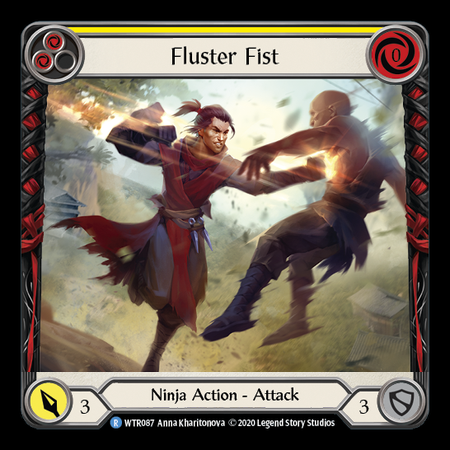 Fluster Fist
0
3
Ninja Action - Attack
3
R WTR087 Anna Kharitonova © 2020 Legend Story Studios